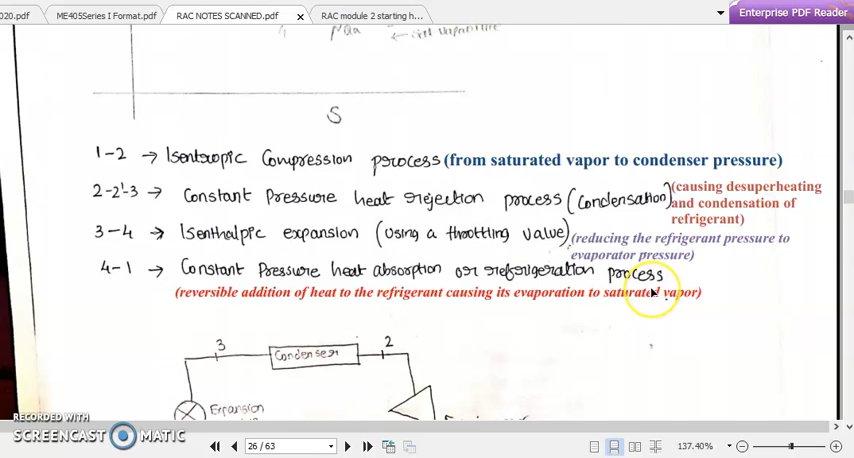 020.pdf ME405Series I Format.pdf RAC NOTES SCANNED.pdf × RAC module 2 starting h... Enterprise PDF Reader
S
1-2 → Isentropic Compression process (from saturated vapor to condenser pressure)
2-2'-3 → Constant Pressure heat rejection process (Condensation) (causing desuperheating
and condensation of
refrigerant)
3-4 → Isenthalpic expansion (using a throttling valve) (reducing the refrigerant pressure to
evaporator pressure)
4-1 → Constant Pressure heat absorption or refrigeration process
(reversible addition of heat to the refrigerant causing its evaporation to saturated vapor)
3 Condenser 2
Expansion
RECORDED WITH
SCREENCAST MATIC
26 / 63 137.40%